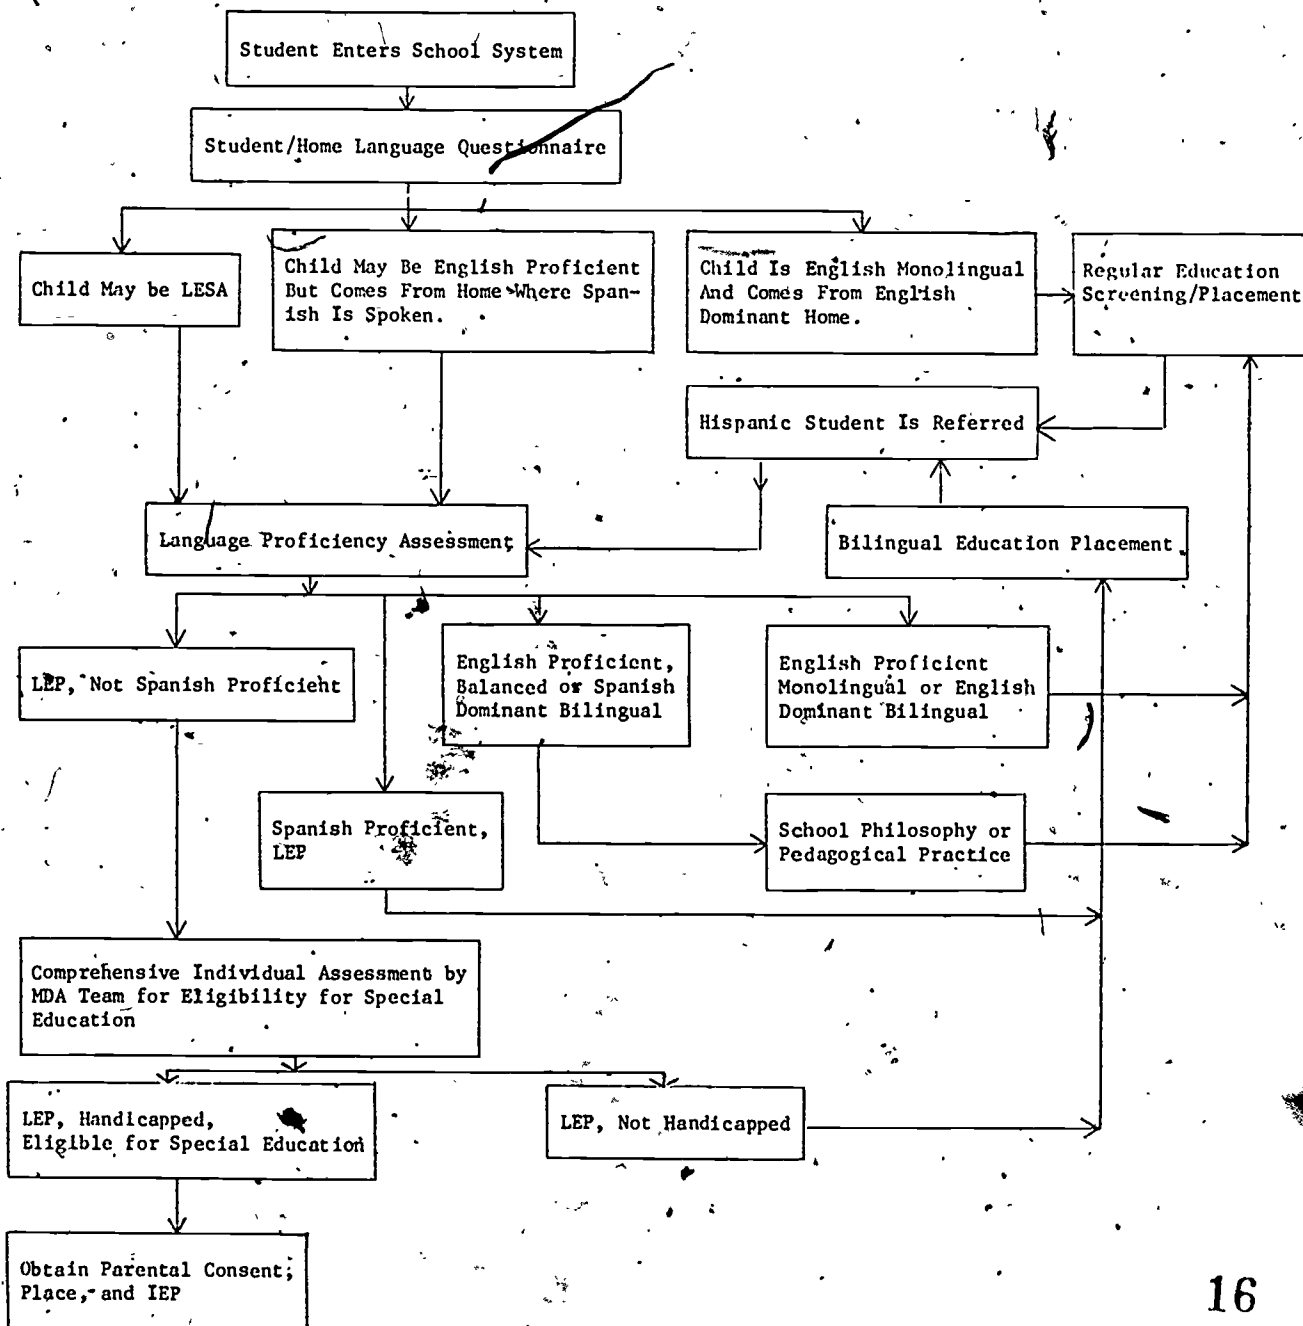 Student Enters School System
Student/Home Language Questionnaire
Child May be LESA
Child May Be English Proficient
But Comes From Home Where Span-
ish Is Spoken.
Child Is English Monolingual
And Comes From English
Dominant Home.
Regular Education
Screening/Placement
Hispanic Student Is Referred
Language Proficiency Assessment
Bilingual Education Placement
LEP, Not Spanish Proficient
English Proficient,
Balanced or Spanish
Dominant Bilingual
English Proficient
Monolingual or English
Dominant Bilingual
Spanish Proficient,
LEP
School Philosophy or
Pedagogical Practice
Comprehensive Individual Assessment by
MDA Team for Eligibility for Special
Education
LEP, Handicapped,
Eligible for Special Education
LEP, Not Handicapped
Obtain Parental Consent;
Place, and IEP
16